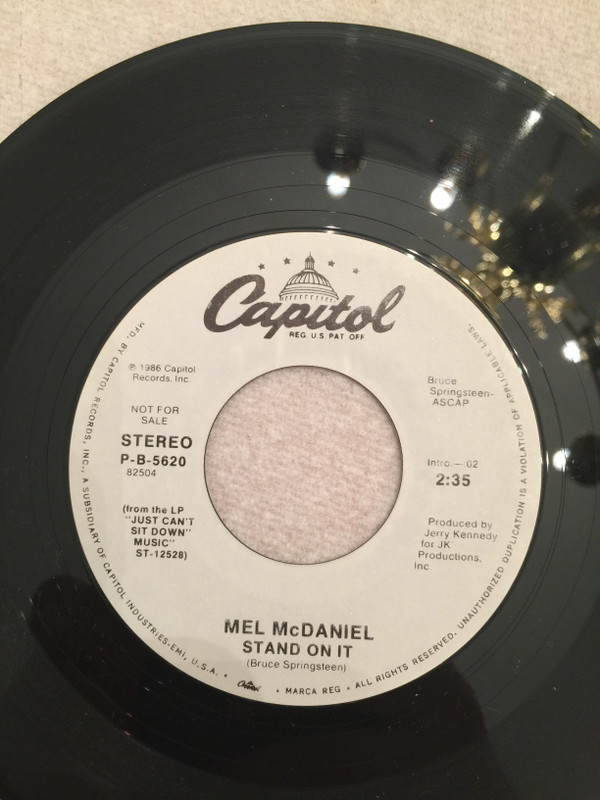 Capitol
REG. U.S. PAT. OFF.
℗ 1986 Capitol
Records, Inc.
NOT FOR
SALE
STEREO
P-B-5620
82504
(from the LP
"JUST CAN'T
SIT DOWN"
MUSIC"
ST-12528)
Bruce
Springsteen-
ASCAP
Intro.—:02
2:35
Produced by
Jerry Kennedy
for JK
Productions,
Inc.
MEL McDANIEL
STAND ON IT
(Bruce Springsteen)
MFD. BY CAPITOL RECORDS, INC., A SUBSIDIARY OF CAPITOL INDUSTRIES-EMI, U.S.A. • Capitol • MARCA REG. • ALL RIGHTS RESERVED. UNAUTHORIZED DUPLICATION IS A VIOLATION OF APPLICABLE LAWS.